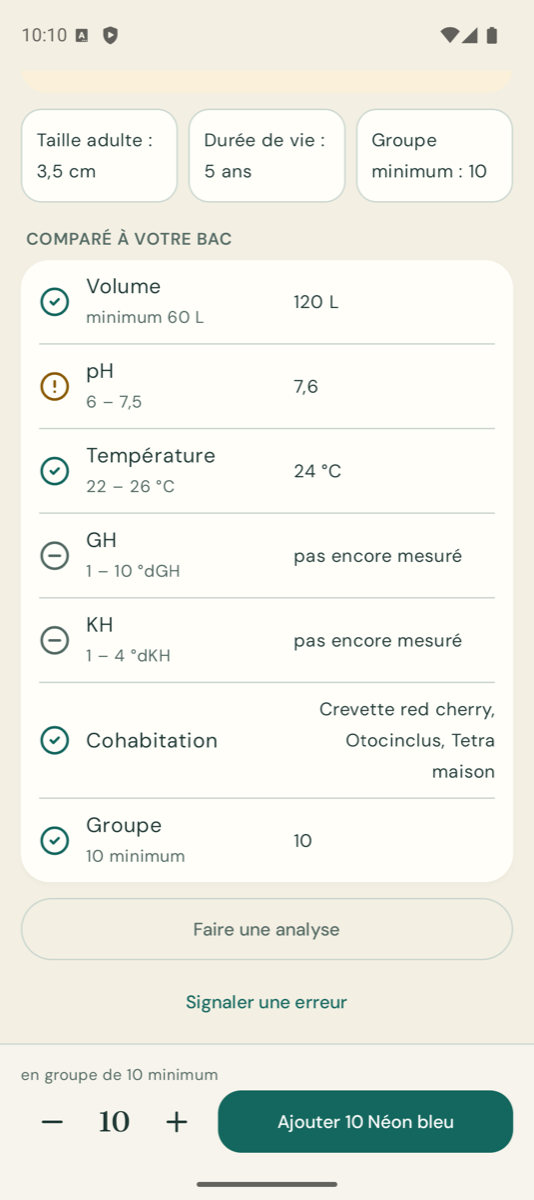 10:10
Taille adulte :
3,5 cm
Durée de vie :
5 ans
Groupe
minimum : 10
COMPARÉ À VOTRE BAC
Volume
minimum 60 L
120 L
pH
6 – 7,5
7,6
Température
22 – 26 °C
24 °C
GH
1 – 10 °dGH
pas encore mesuré
KH
1 – 4 °dKH
pas encore mesuré
Cohabitation
Crevette red cherry,
Otocinclus, Tetra
maison
Groupe
10 minimum
10
Faire une analyse
Signaler une erreur
en groupe de 10 minimum
− 10 +
Ajouter 10 Néon bleu